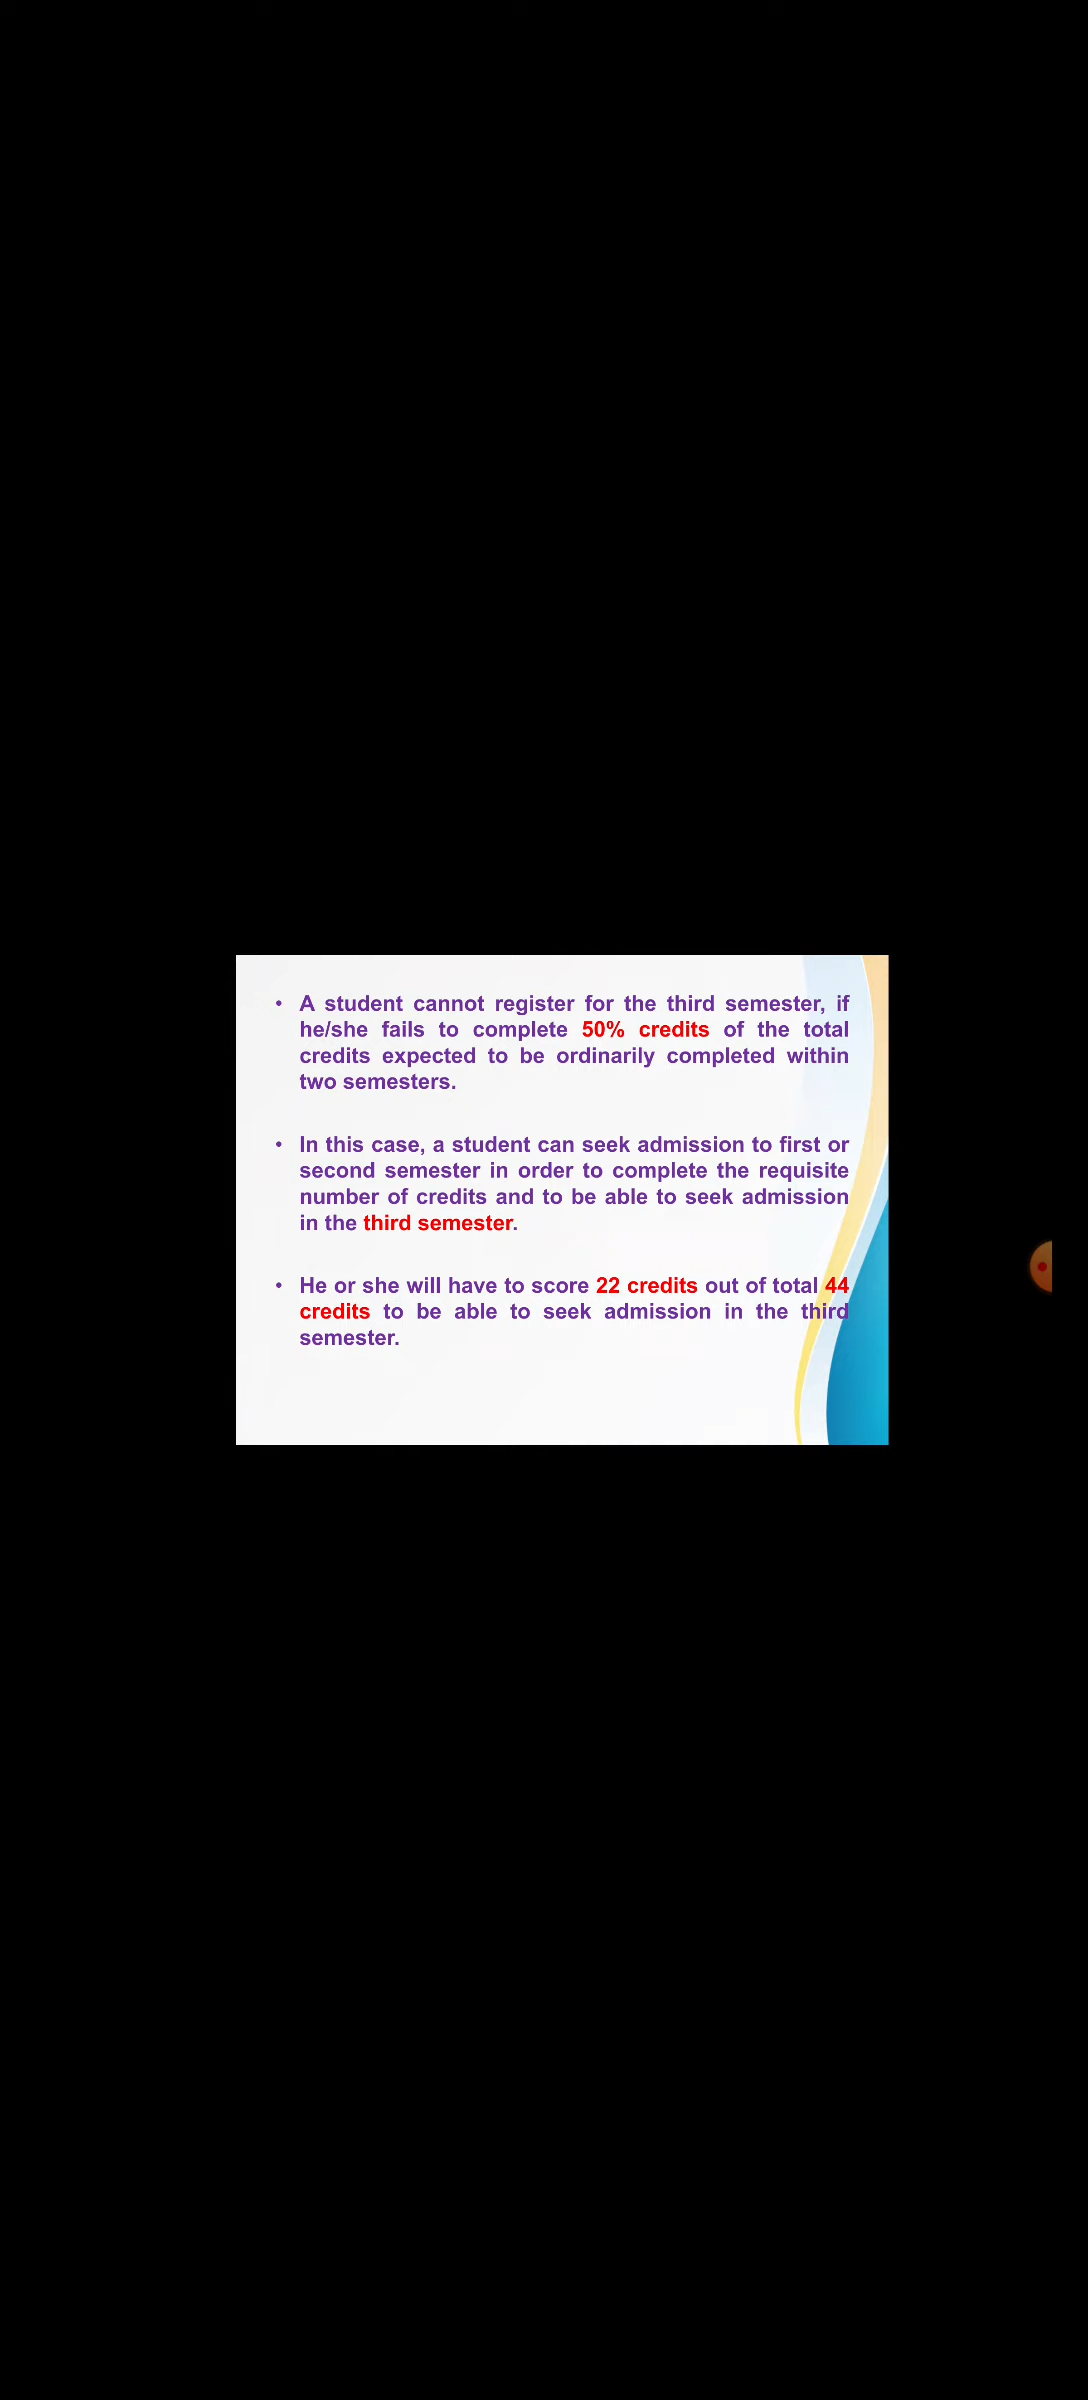 • A student cannot register for the third semester, if
he/she fails to complete 50% credits of the total
credits expected to be ordinarily completed within
two semesters.
• In this case, a student can seek admission to first or
second semester in order to complete the requisite
number of credits and to be able to seek admission
in the third semester.
• He or she will have to score 22 credits out of total 44
credits to be able to seek admission in the third
semester.